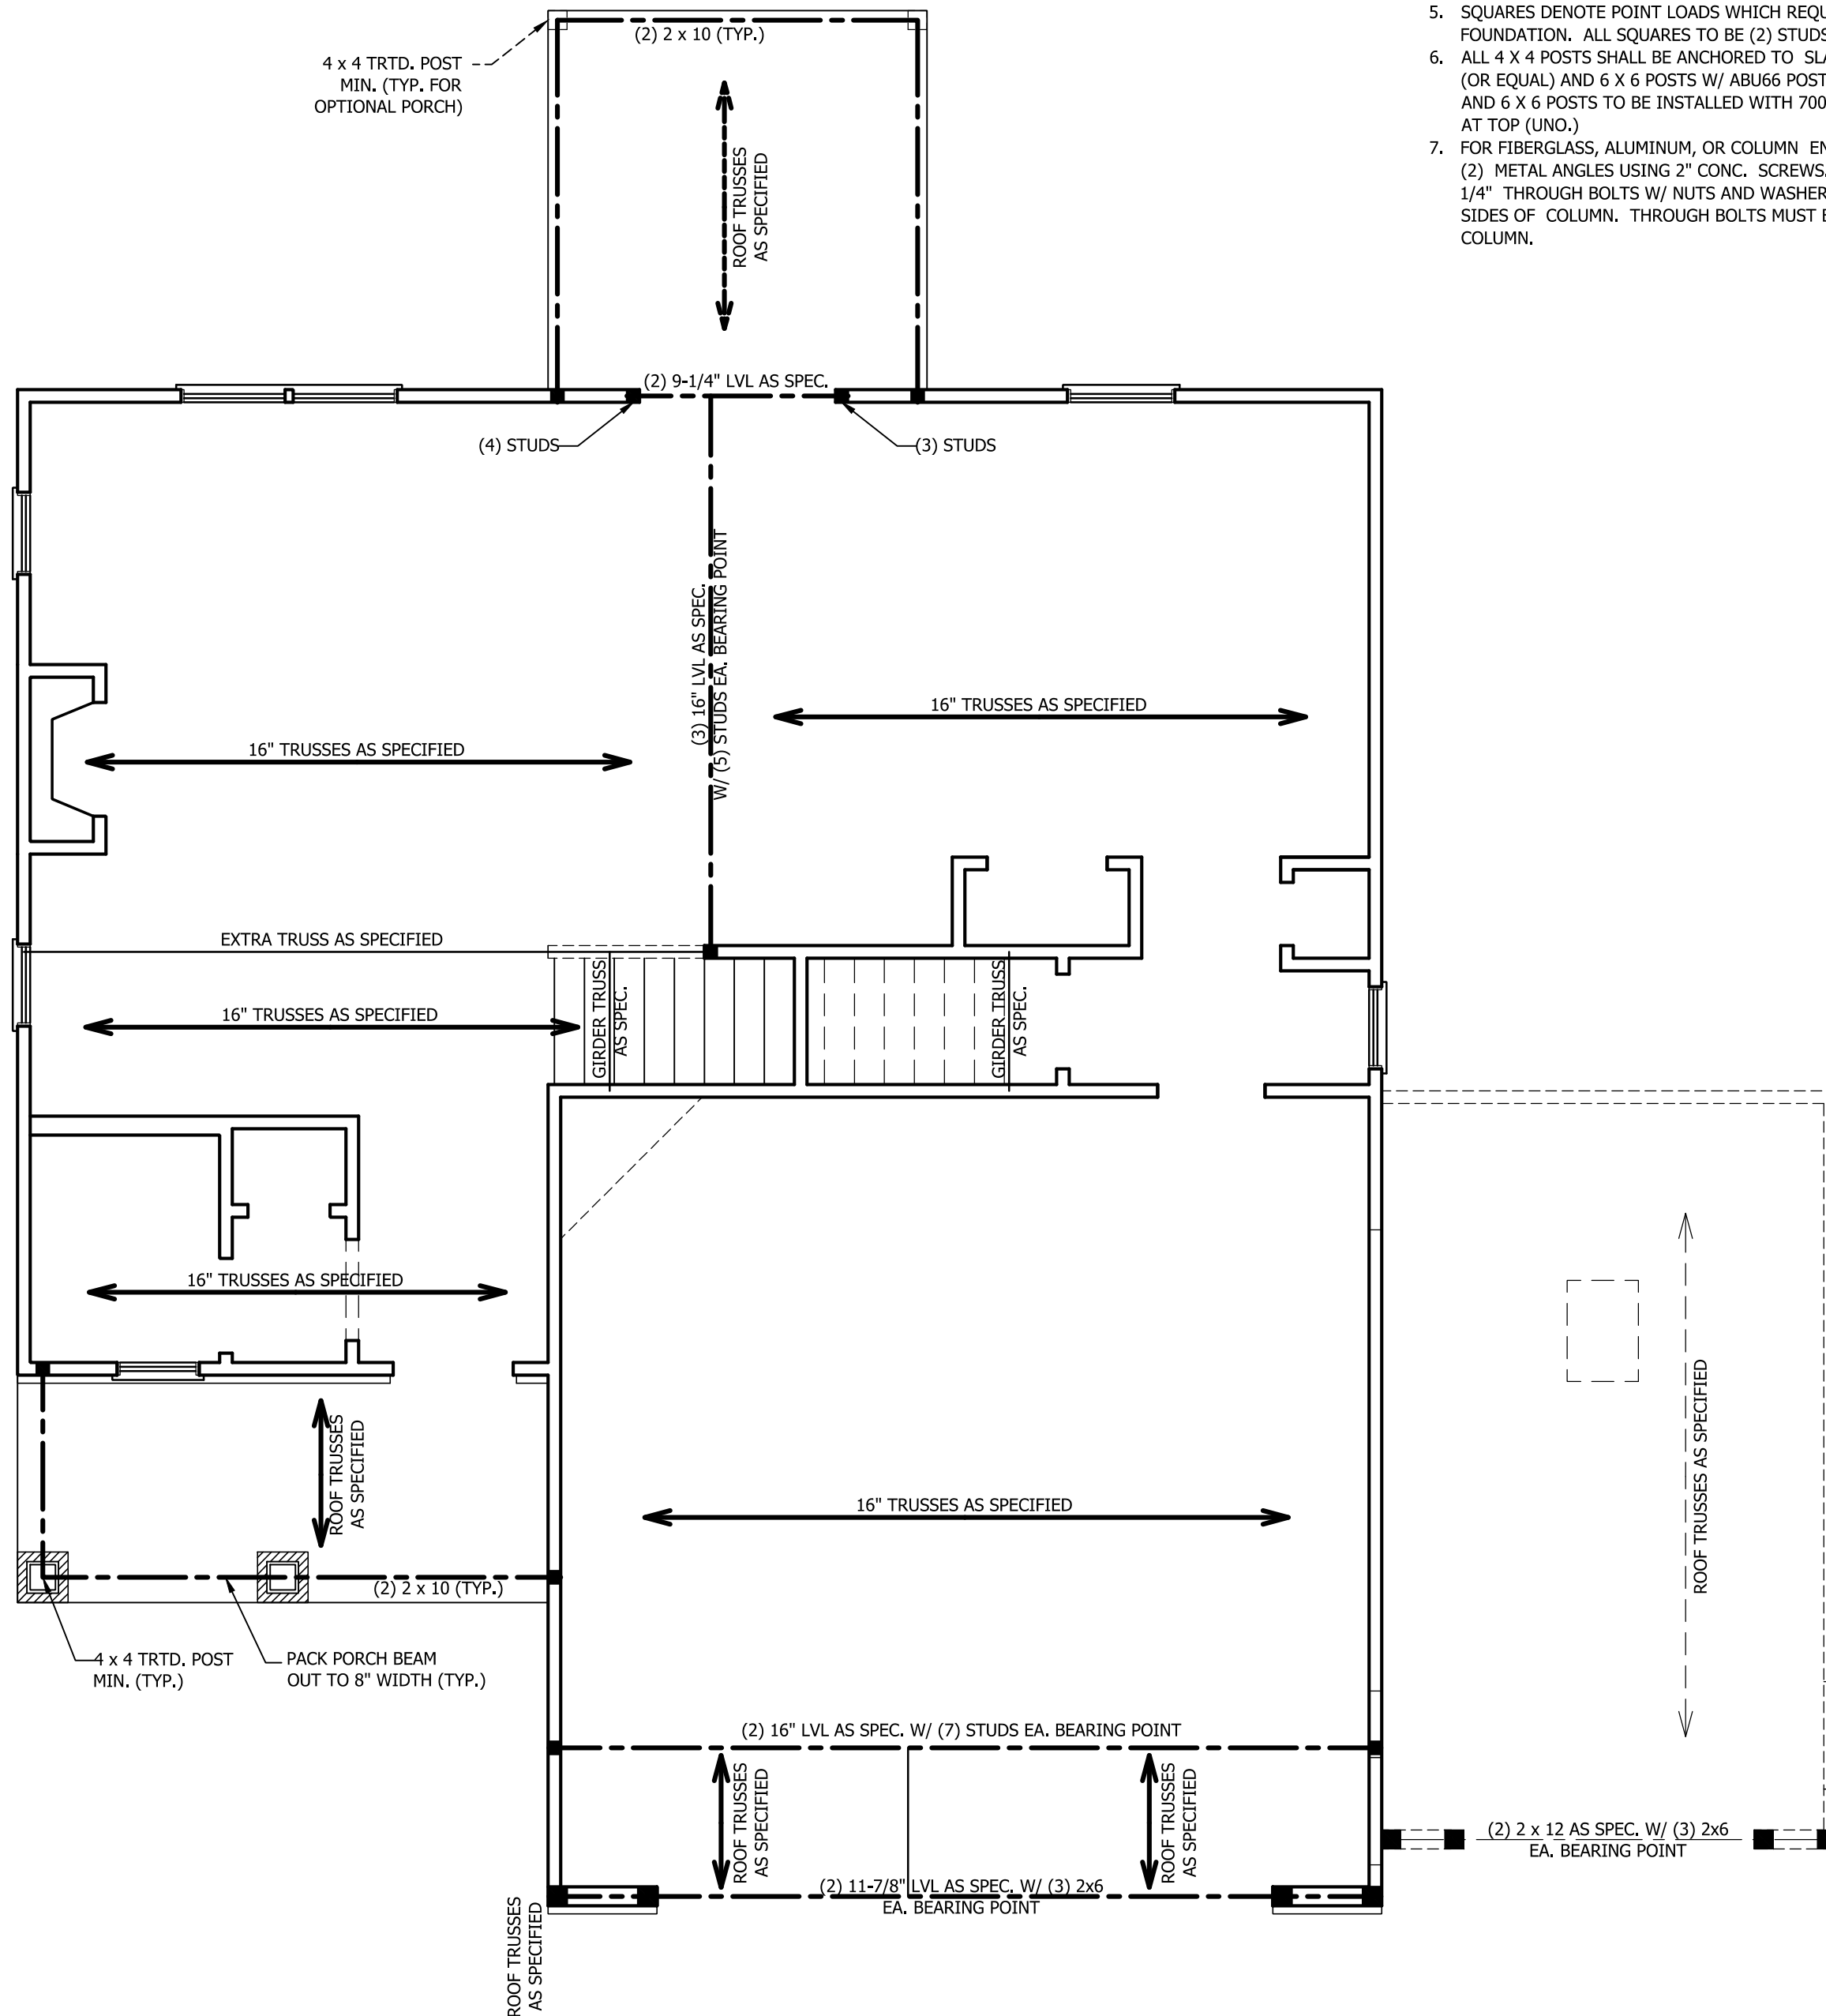 5. SQUARES DENOTE POINT LOADS WHICH
FOUNDATION. ALL SQUARES TO BE (2) STUDS
6. ALL 4 X 4 POSTS SHALL BE ANCHORED TO
(OR EQUAL) AND 6 X 6 POSTS W/ ABU66 POST
AND 6 X 6 POSTS TO BE INSTALLED WITH 700
AT TOP (UNO.)
7. FOR FIBERGLASS, ALUMINUM, OR COLUMN
(2) METAL ANGLES USING 2" CONC. SCREWS.
1/4" THROUGH BOLTS W/ NUTS AND WASHER
SIDES OF COLUMN. THROUGH BOLTS MUST
COLUMN.
(2) 2 x 10 (TYP.)
4 x 4 TRTD. POST
MIN. (TYP. FOR
OPTIONAL PORCH)
ROOF TRUSSES
AS SPECIFIED
(2) 9-1/4" LVL AS SPEC.
(4) STUDS
(3) STUDS
(3) 16" LVL AS SPEC.
W/ (5) STUDS EA. BEARING POINT
16" TRUSSES AS SPECIFIED
16" TRUSSES AS SPECIFIED
EXTRA TRUSS AS SPECIFIED
16" TRUSSES AS SPECIFIED
GIRDER TRUSS
AS SPEC.
GIRDER TRUSS
AS SPEC.
16" TRUSSES AS SPECIFIED
ROOF TRUSSES
AS SPECIFIED
16" TRUSSES AS SPECIFIED
ROOF TRUSSES AS SPECIFIED
(2) 2 x 10 (TYP.)
4 x 4 TRTD. POST
MIN. (TYP.)
PACK PORCH BEAM
OUT TO 8" WIDTH (TYP.)
(2) 16" LVL AS SPEC. W/ (7) STUDS EA. BEARING POINT
ROOF TRUSSES
AS SPECIFIED
ROOF TRUSSES
AS SPECIFIED
(2) 2 x 12 AS SPEC. W/ (3) 2x6
EA. BEARING POINT
(2) 11-7/8" LVL AS SPEC. W/ (3) 2x6
EA. BEARING POINT
ROOF TRUSSES
AS SPECIFIED